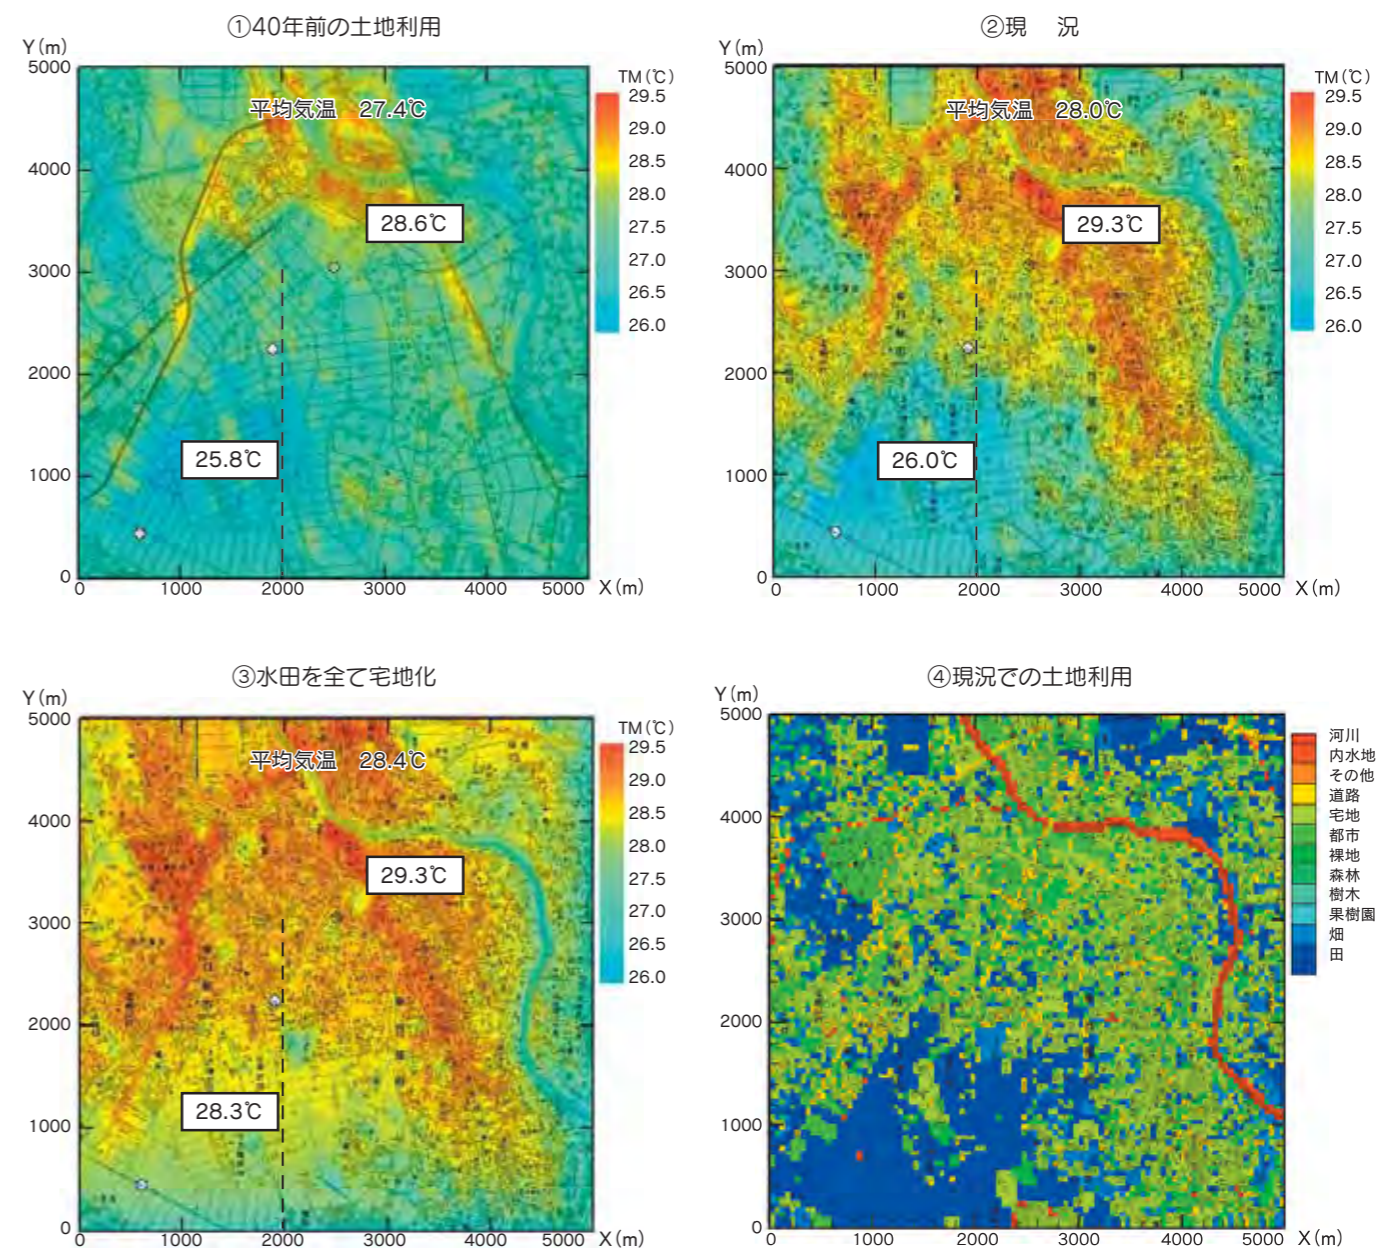 ①40年前の土地利用
Y(m)
5000
4000
3000
2000
1000
0
0 1000 2000 3000 4000 5000 X(m)
平均気温 27.4℃
28.6℃
25.8℃
TM(℃)
29.5
29.0
28.5
28.0
27.5
27.0
26.5
26.0
②現 況
Y(m)
5000
4000
3000
2000
1000
0
0 1000 2000 3000 4000 5000 X(m)
平均気温 28.0℃
29.3℃
26.0℃
TM(℃)
29.5
29.0
28.5
28.0
27.5
27.0
26.5
26.0
③水田を全て宅地化
Y(m)
5000
4000
3000
2000
1000
0
0 1000 2000 3000 4000 5000 X(m)
平均気温 28.4℃
29.3℃
28.3℃
TM(℃)
29.5
29.0
28.5
28.0
27.5
27.0
26.5
26.0
④現況での土地利用
Y(m)
5000
4000
3000
2000
1000
0
0 1000 2000 3000 4000 5000 X(m)
河川
内水地
その他
道路
宅地
都市
裸地
森林
樹木
果樹園
畑
田